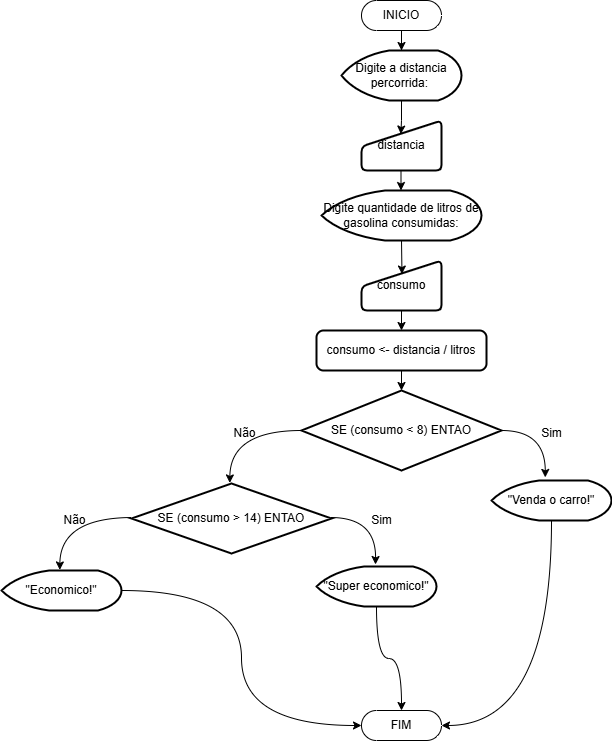 INICIO
Digite a distancia
percorrida:
distancia
Digite quantidade de litros de
gasolina consumidas:
consumo
consumo <- distancia / litros
SE (consumo < 8) ENTAO
Não
Sim
"Venda o carro!"
SE (consumo > 14) ENTAO
Não
Sim
"Economico!"
"Super economico!"
FIM